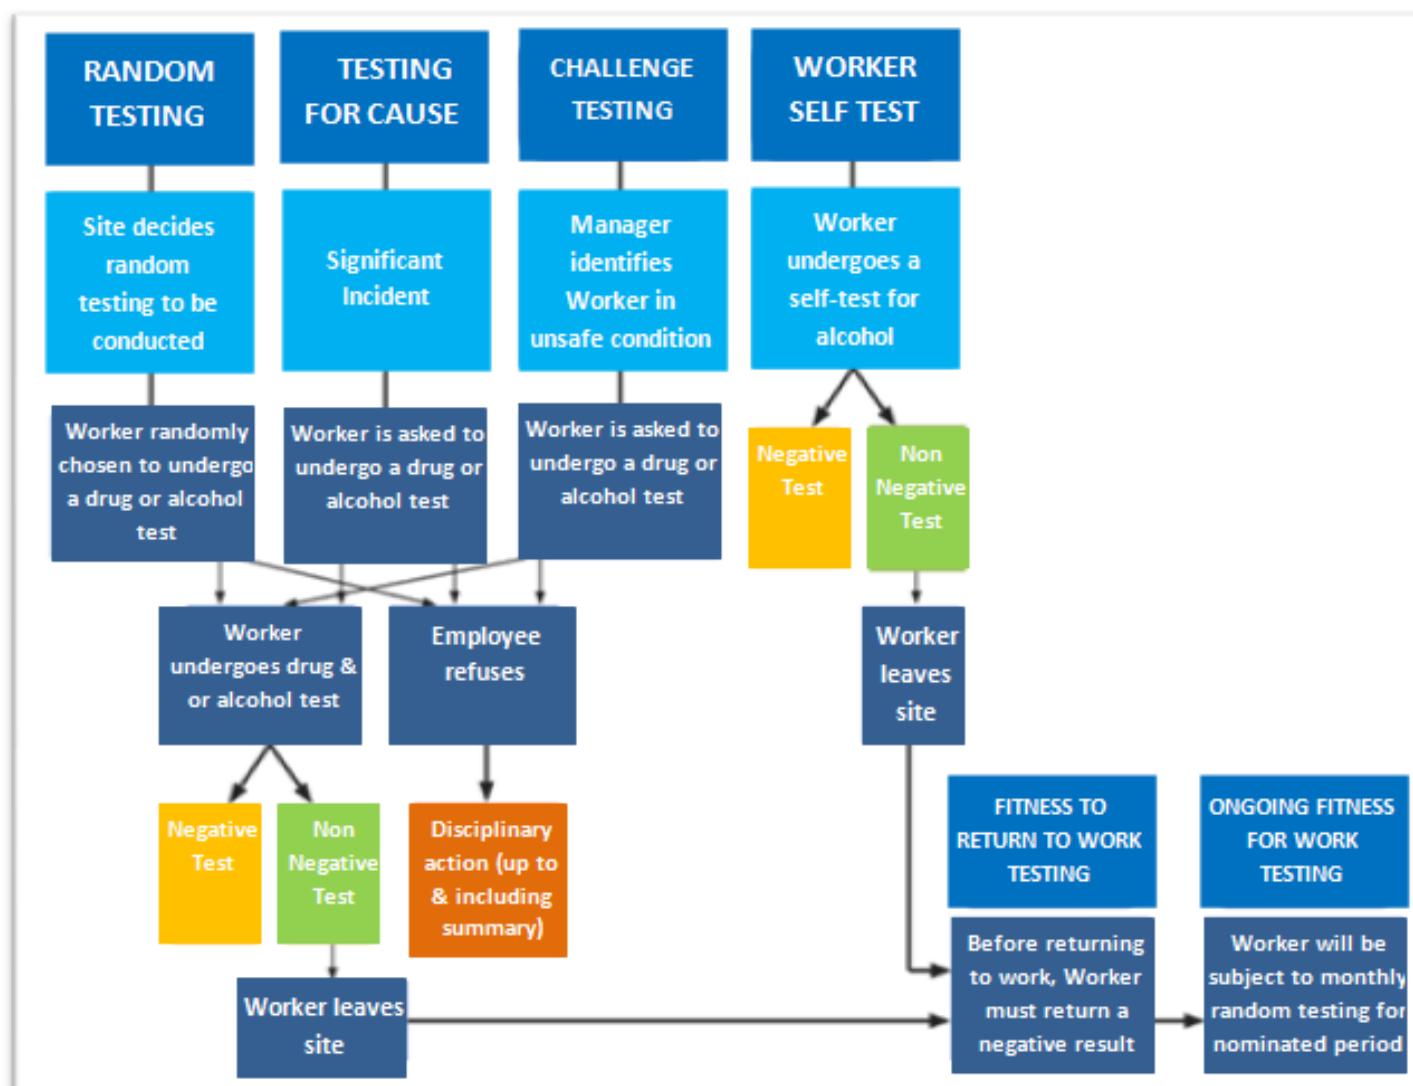 RANDOM
TESTING
TESTING
FOR CAUSE
CHALLENGE
TESTING
WORKER
SELF TEST
Site decides
random
testing to be
conducted
Significant
Incident
Manager
identifies
Worker in
unsafe condition
Worker
undergoes a
self-test for
alcohol
Worker randomly
chosen to undergo
a drug or alcohol
test
Worker is asked to
undergo a drug or
alcohol test
Worker is asked to
undergo a drug or
alcohol test
Negative
Test
Non
Negative
Test
Worker
undergoes drug &
or alcohol test
Employee
refuses
Worker
leaves
site
Negative
Test
Non
Negative
Test
Disciplinary
action (up to
& including
summary)
Worker leaves
site
FITNESS TO
RETURN TO WORK
TESTING
ONGOING FITNESS
FOR WORK
TESTING
Before returning
to work, Worker
must return a
negative result
Worker will be
subject to monthly
random testing for
nominated period